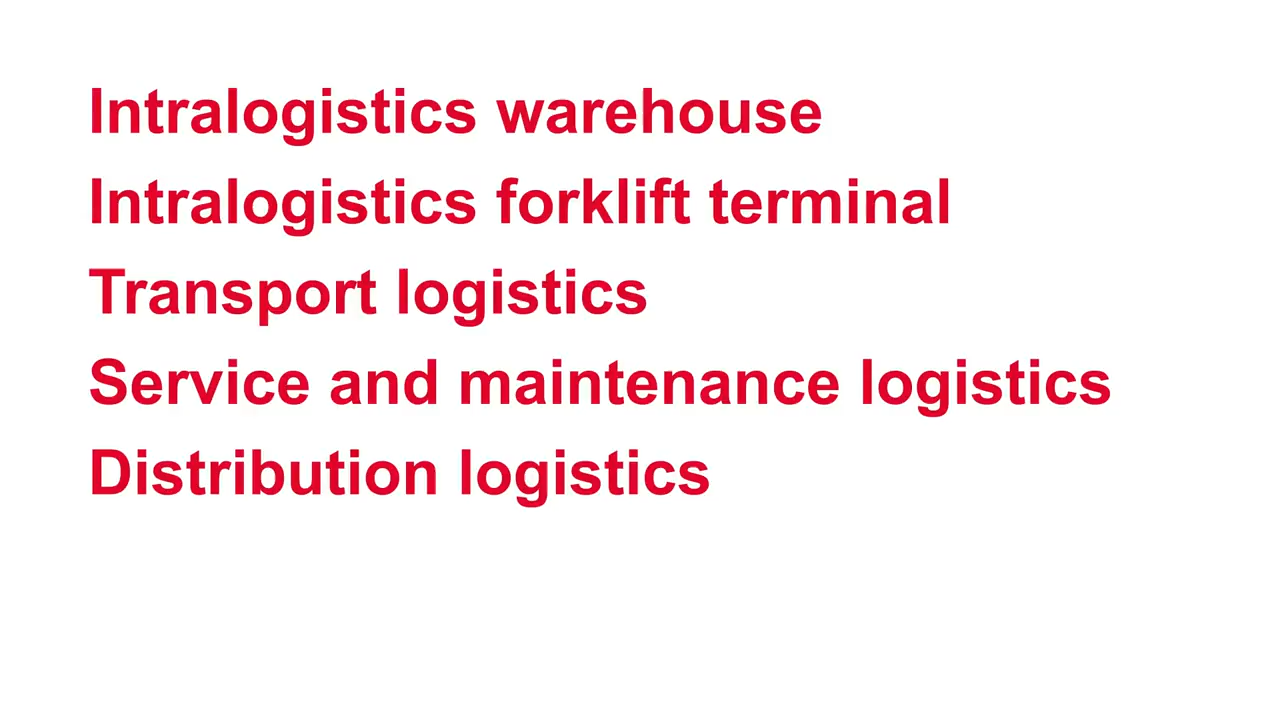 Intralogistics warehouse
Intralogistics forklift terminal
Transport logistics
Service and maintenance logistics
Distribution logistics